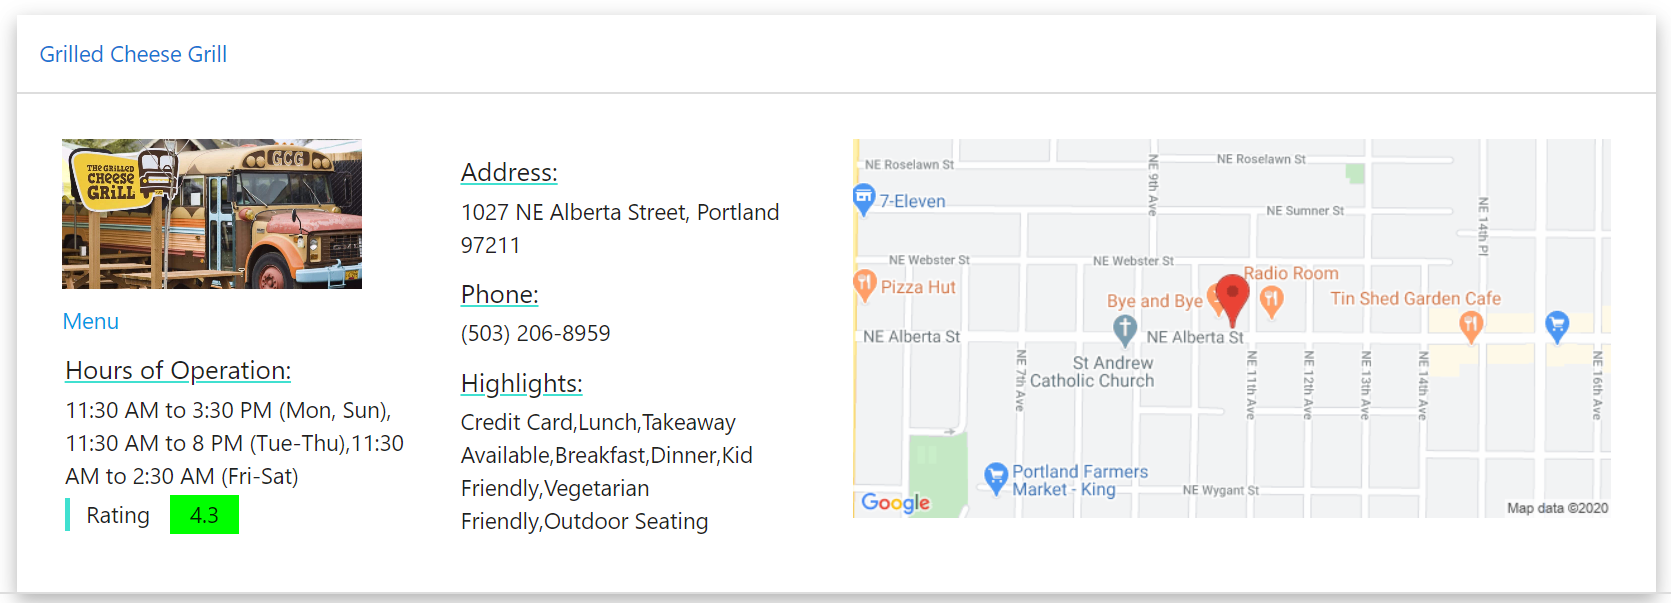 Grilled Cheese Grill
THE GRILLED
CHEESE
GRILL
GCG
Menu
Hours of Operation:
11:30 AM to 3:30 PM (Mon, Sun),
11:30 AM to 8 PM (Tue-Thu),11:30
AM to 2:30 AM (Fri-Sat)
Rating 4.3
Address:
1027 NE Alberta Street, Portland
97211
Phone:
(503) 206-8959
Highlights:
Credit Card,Lunch,Takeaway
Available,Breakfast,Dinner,Kid
Friendly,Vegetarian
Friendly,Outdoor Seating
NE Roselawn St
NE Roselawn St
NE 9th Ave
7-Eleven
NE Sumner St
NE 14th Pl
NE Webster St
NE Webster St
Radio Room
Pizza Hut
Bye and Bye
Tin Shed Garden Cafe
NE Alberta St
NE Alberta St
St Andrew
Catholic Church
NE 7th Ave
NE 11th Ave
NE 12th Ave
NE 13th Ave
NE 14th Ave
NE 16th Ave
Portland Farmers
Market - King
NE Wygant St
Google
Map data ©2020